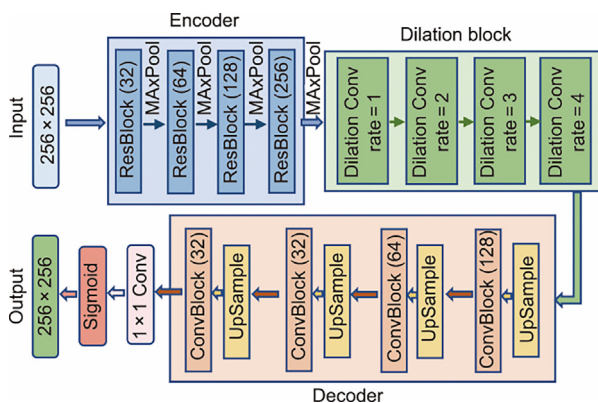 Encoder
Dilation block
Input
256 × 256
ResBlock (32)
MAxPool
ResBlock (64)
MAxPool
ResBlock (128)
MAxPool
ResBlock (256)
MAxPool
Dilation Conv
rate = 1
Dilation Conv
rate = 2
Dilation Conv
rate = 3
Dilation Conv
rate = 4
Output
256 × 256
Sigmoid
1 × 1 Conv
ConvBlock (32)
UpSample
ConvBlock (32)
UpSample
ConvBlock (64)
UpSample
ConvBlock (128)
UpSample
Decoder